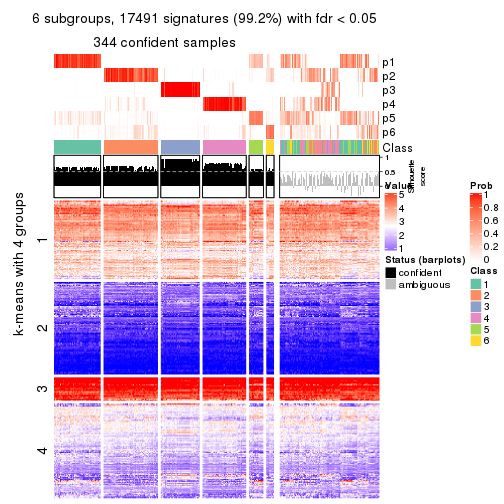 6 subgroups, 17491 signatures (99.2%) with fdr < 0.05
344 confident samples
p1
p2
p3
p4
p5
p6
Class
1
0.5
0
Silhouette
score
k-means with 4 groups
1
2
3
4
Value
5
4
3
2
1
Status (barplots)
confident
ambiguous
Prob
1
0.8
0.6
0.4
0.2
0
Class
1
2
3
4
5
6